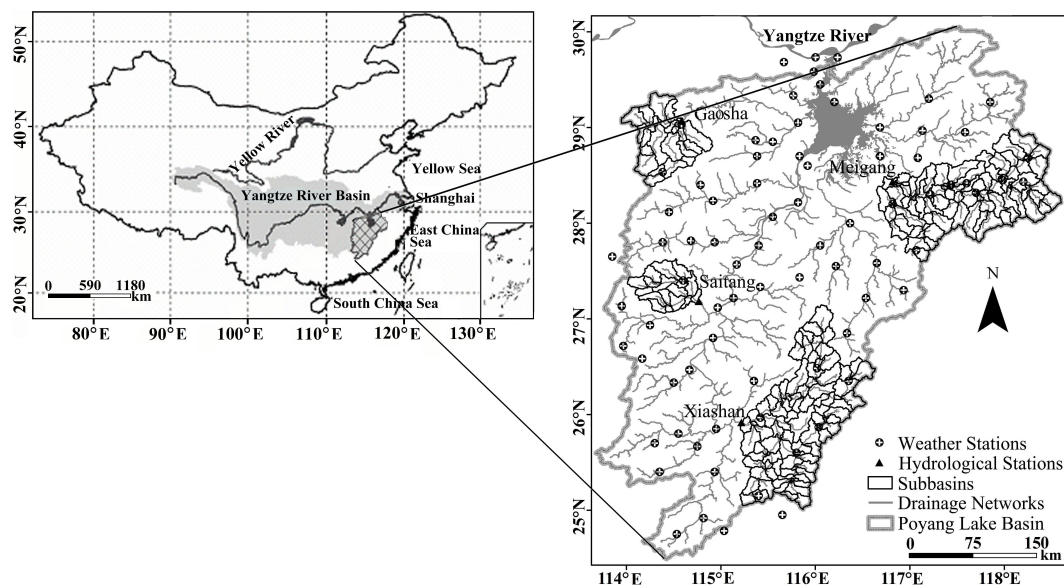 50°N
40°N
30°N
20°N
80°E
90°E
100°E
110°E
120°E
130°E
Yellow River
Yellow Sea
Yangtze River Basin
Shanghai
East China
Sea
South China Sea
0 590 1180
km
30°N
29°N
28°N
27°N
26°N
25°N
114°E
115°E
116°E
117°E
118°E
Yangtze River
Gaosha
Meigang
Saitang
Xiashan
N
Weather Stations
Hydrological Stations
Subbasins
Drainage Networks
Poyang Lake Basin
0 75 150
km